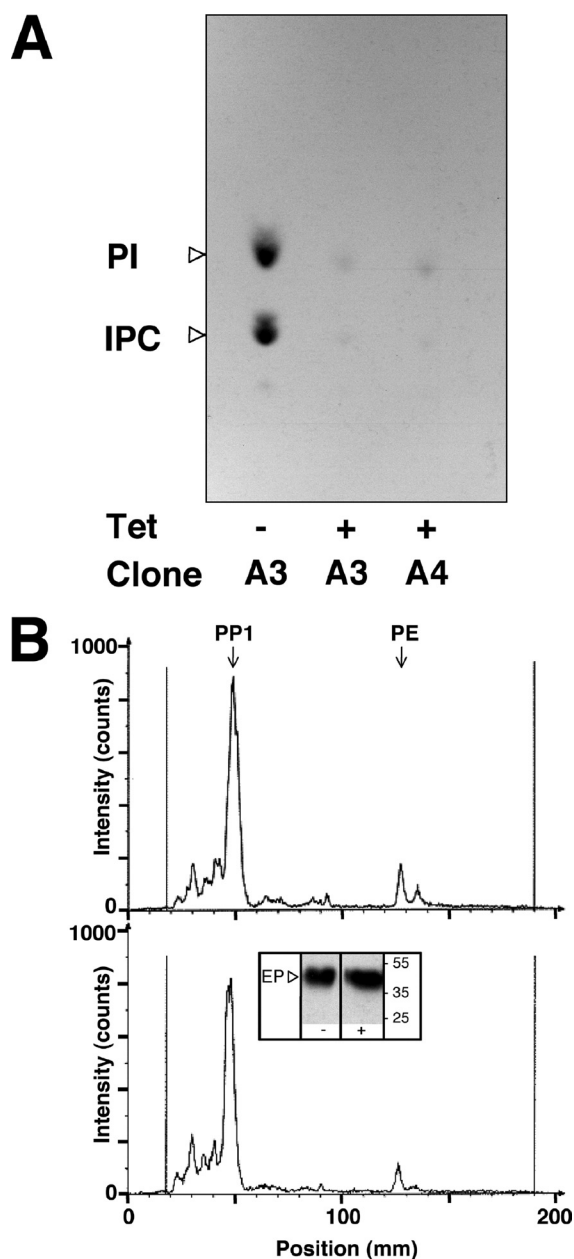 A
PI
IPC
Tet - + +
Clone A3 A3 A4
B
PP1 PE
1000
Intensity (counts)
0
1000
EP
55
35
25
- +
Intensity (counts)
0
0 100 200
Position (mm)